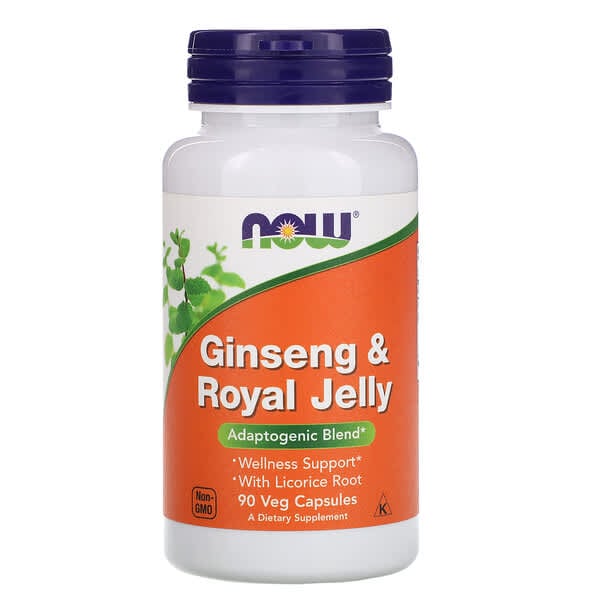 NOW®
Ginseng &
Royal Jelly
Adaptogenic Blend*
•Wellness Support*
•With Licorice Root
90 Veg Capsules
A Dietary Supplement
Non-
GMO
K